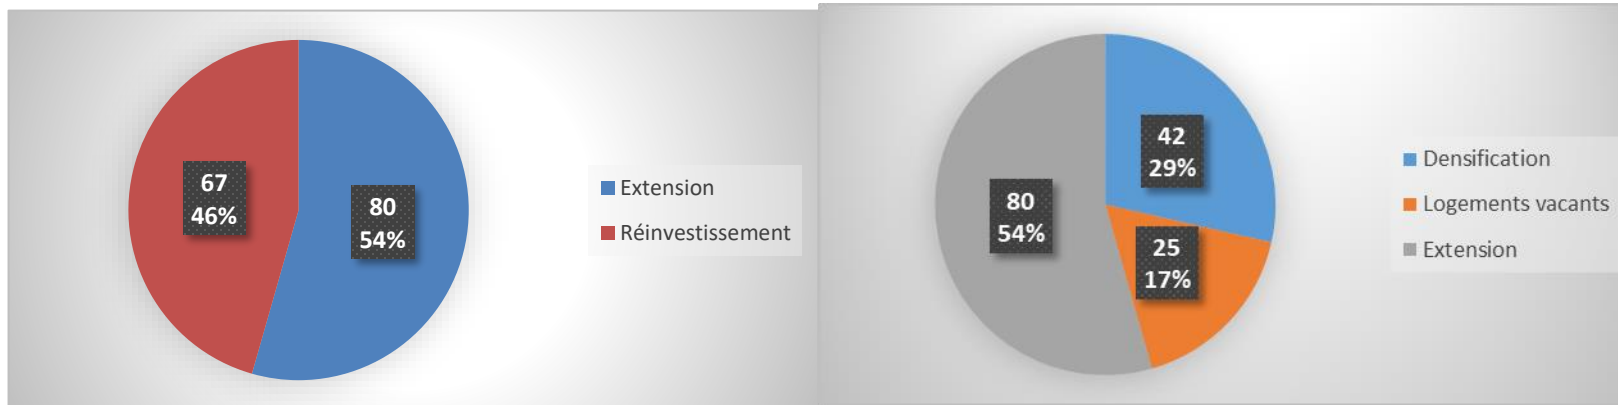 67
46%
80
54%
Extension
Réinvestissement
42
29%
80
54%
25
17%
Densification
Logements vacants
Extension